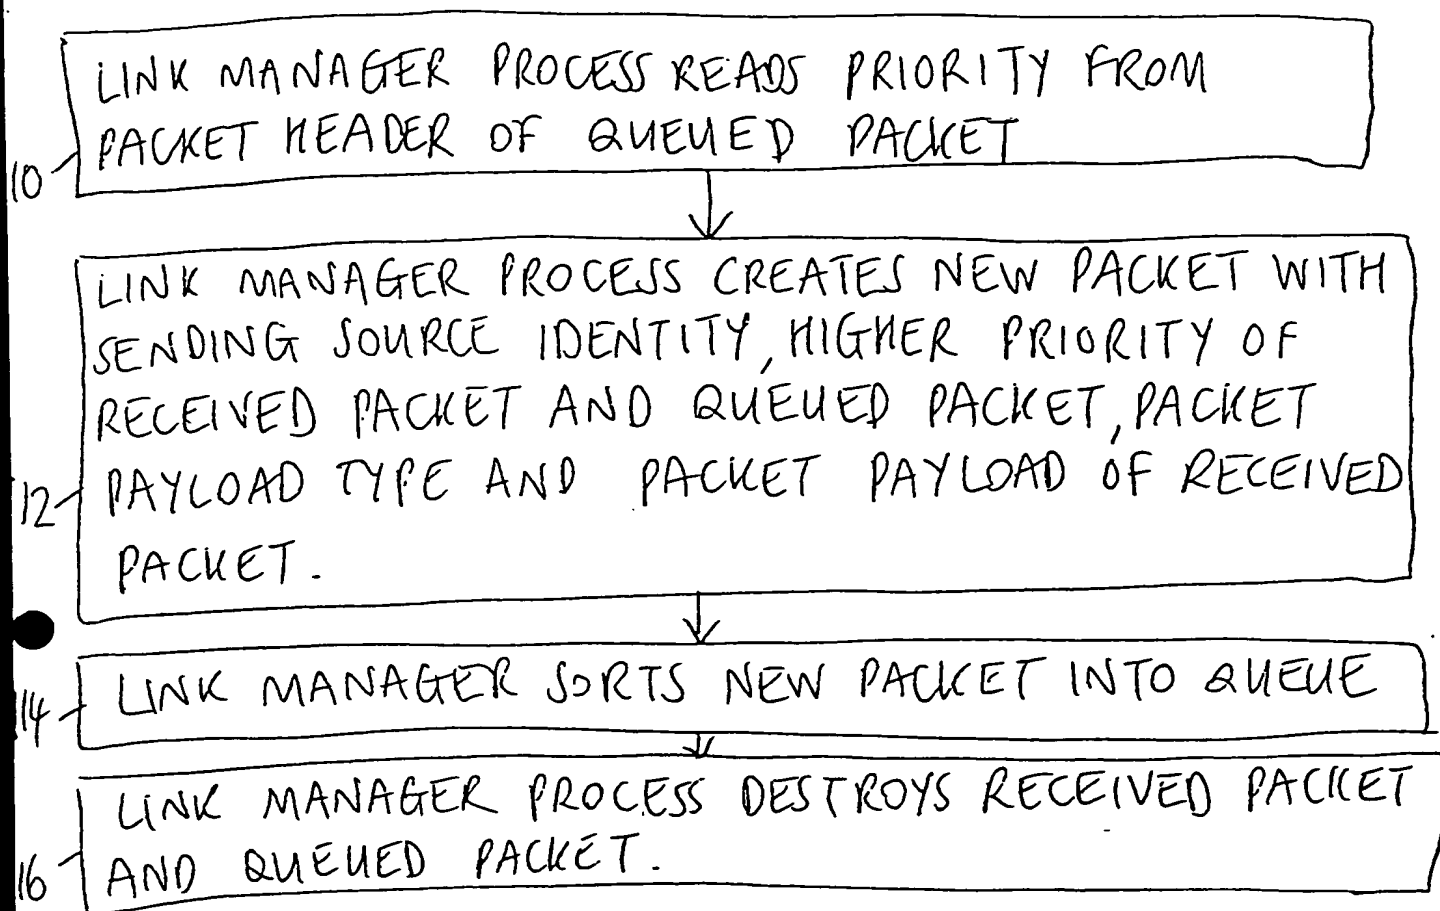 LINK MANAGER PROCESS READS PRIORITY FROM
PACKET HEADER OF QUEUED PACKET
10
LINK MANAGER PROCESS CREATES NEW PACKET WITH
SENDING SOURCE IDENTITY, HIGHER PRIORITY OF
RECEIVED PACKET AND QUEUED PACKET, PACKET
PAYLOAD TYPE AND PACKET PAYLOAD OF RECEIVED
12
PACKET.
LINK MANAGER SORTS NEW PACKET INTO QUEUE
114
LINK MANAGER PROCESS DESTROYS RECEIVED PACKET
AND QUEUED PACKET.
16